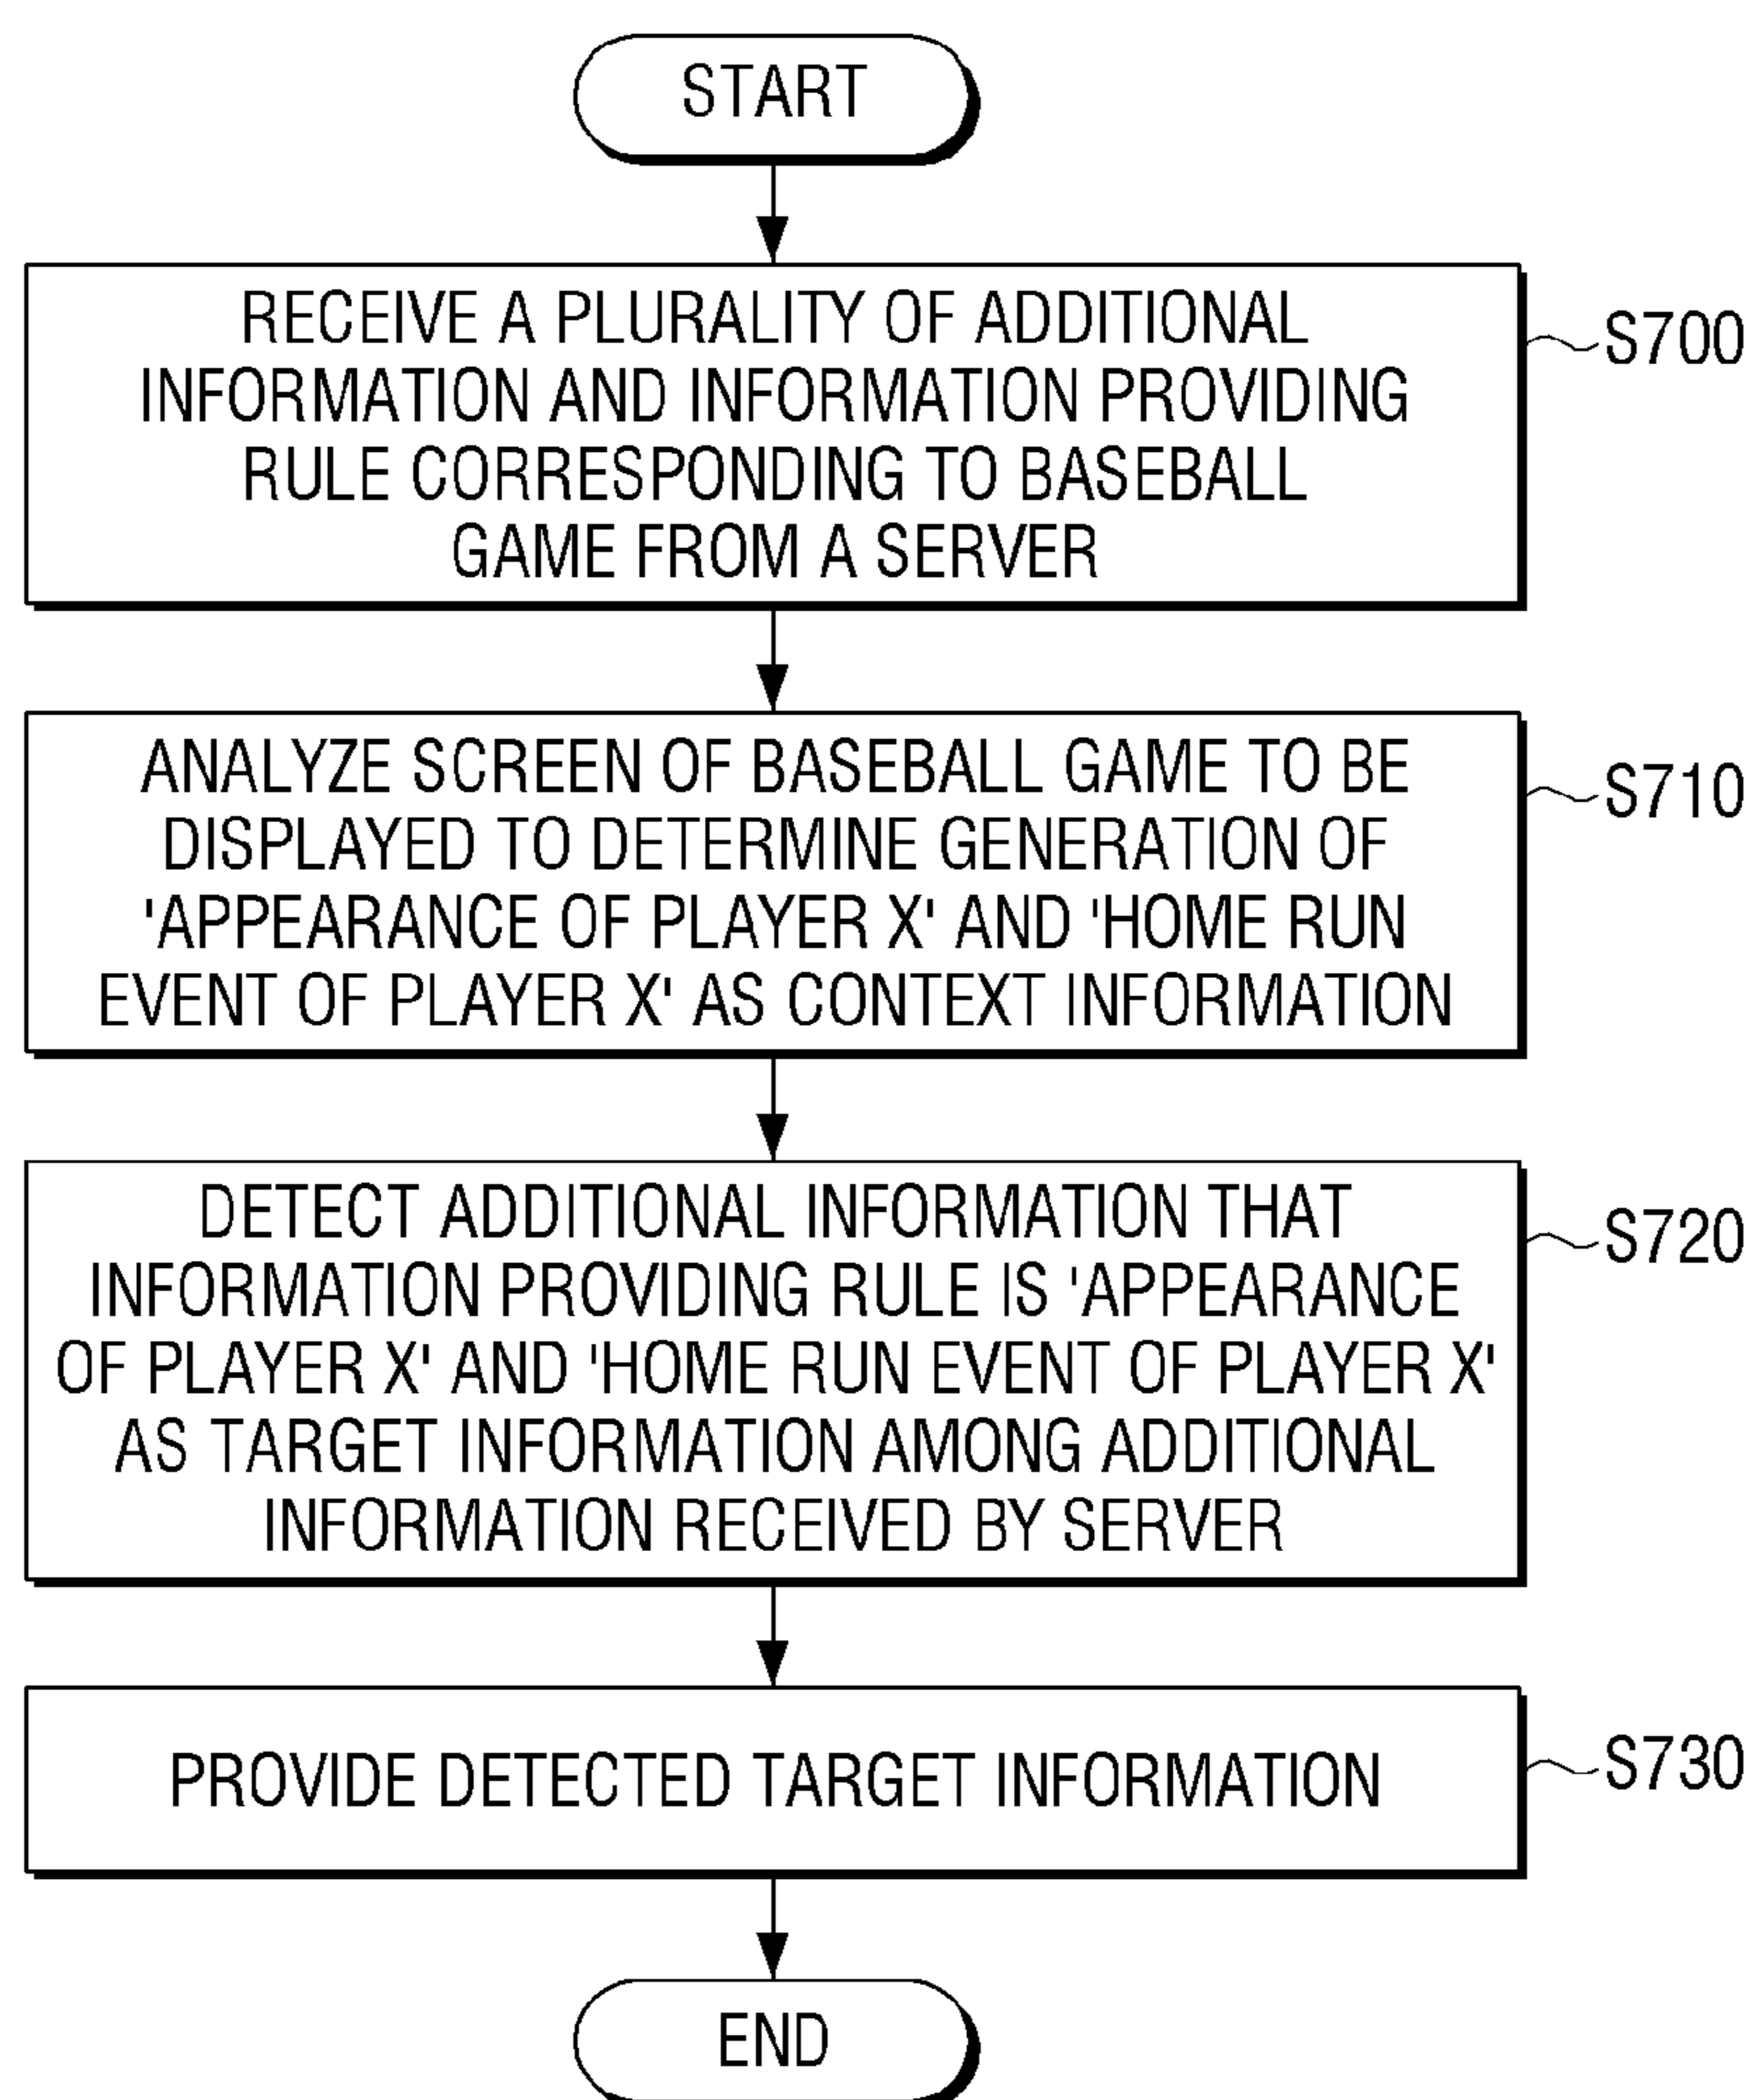 START
RECEIVE A PLURALITY OF ADDITIONAL
INFORMATION AND INFORMATION PROVIDING
RULE CORRESPONDING TO BASEBALL
GAME FROM A SERVER
S700
ANALYZE SCREEN OF BASEBALL GAME TO BE
DISPLAYED TO DETERMINE GENERATION OF
'APPEARANCE OF PLAYER X' AND 'HOME RUN
EVENT OF PLAYER X' AS CONTEXT INFORMATION
S710
DETECT ADDITIONAL INFORMATION THAT
INFORMATION PROVIDING RULE IS 'APPEARANCE
OF PLAYER X' AND 'HOME RUN EVENT OF PLAYER X'
AS TARGET INFORMATION AMONG ADDITIONAL
INFORMATION RECEIVED BY SERVER
S720
PROVIDE DETECTED TARGET INFORMATION
S730
END